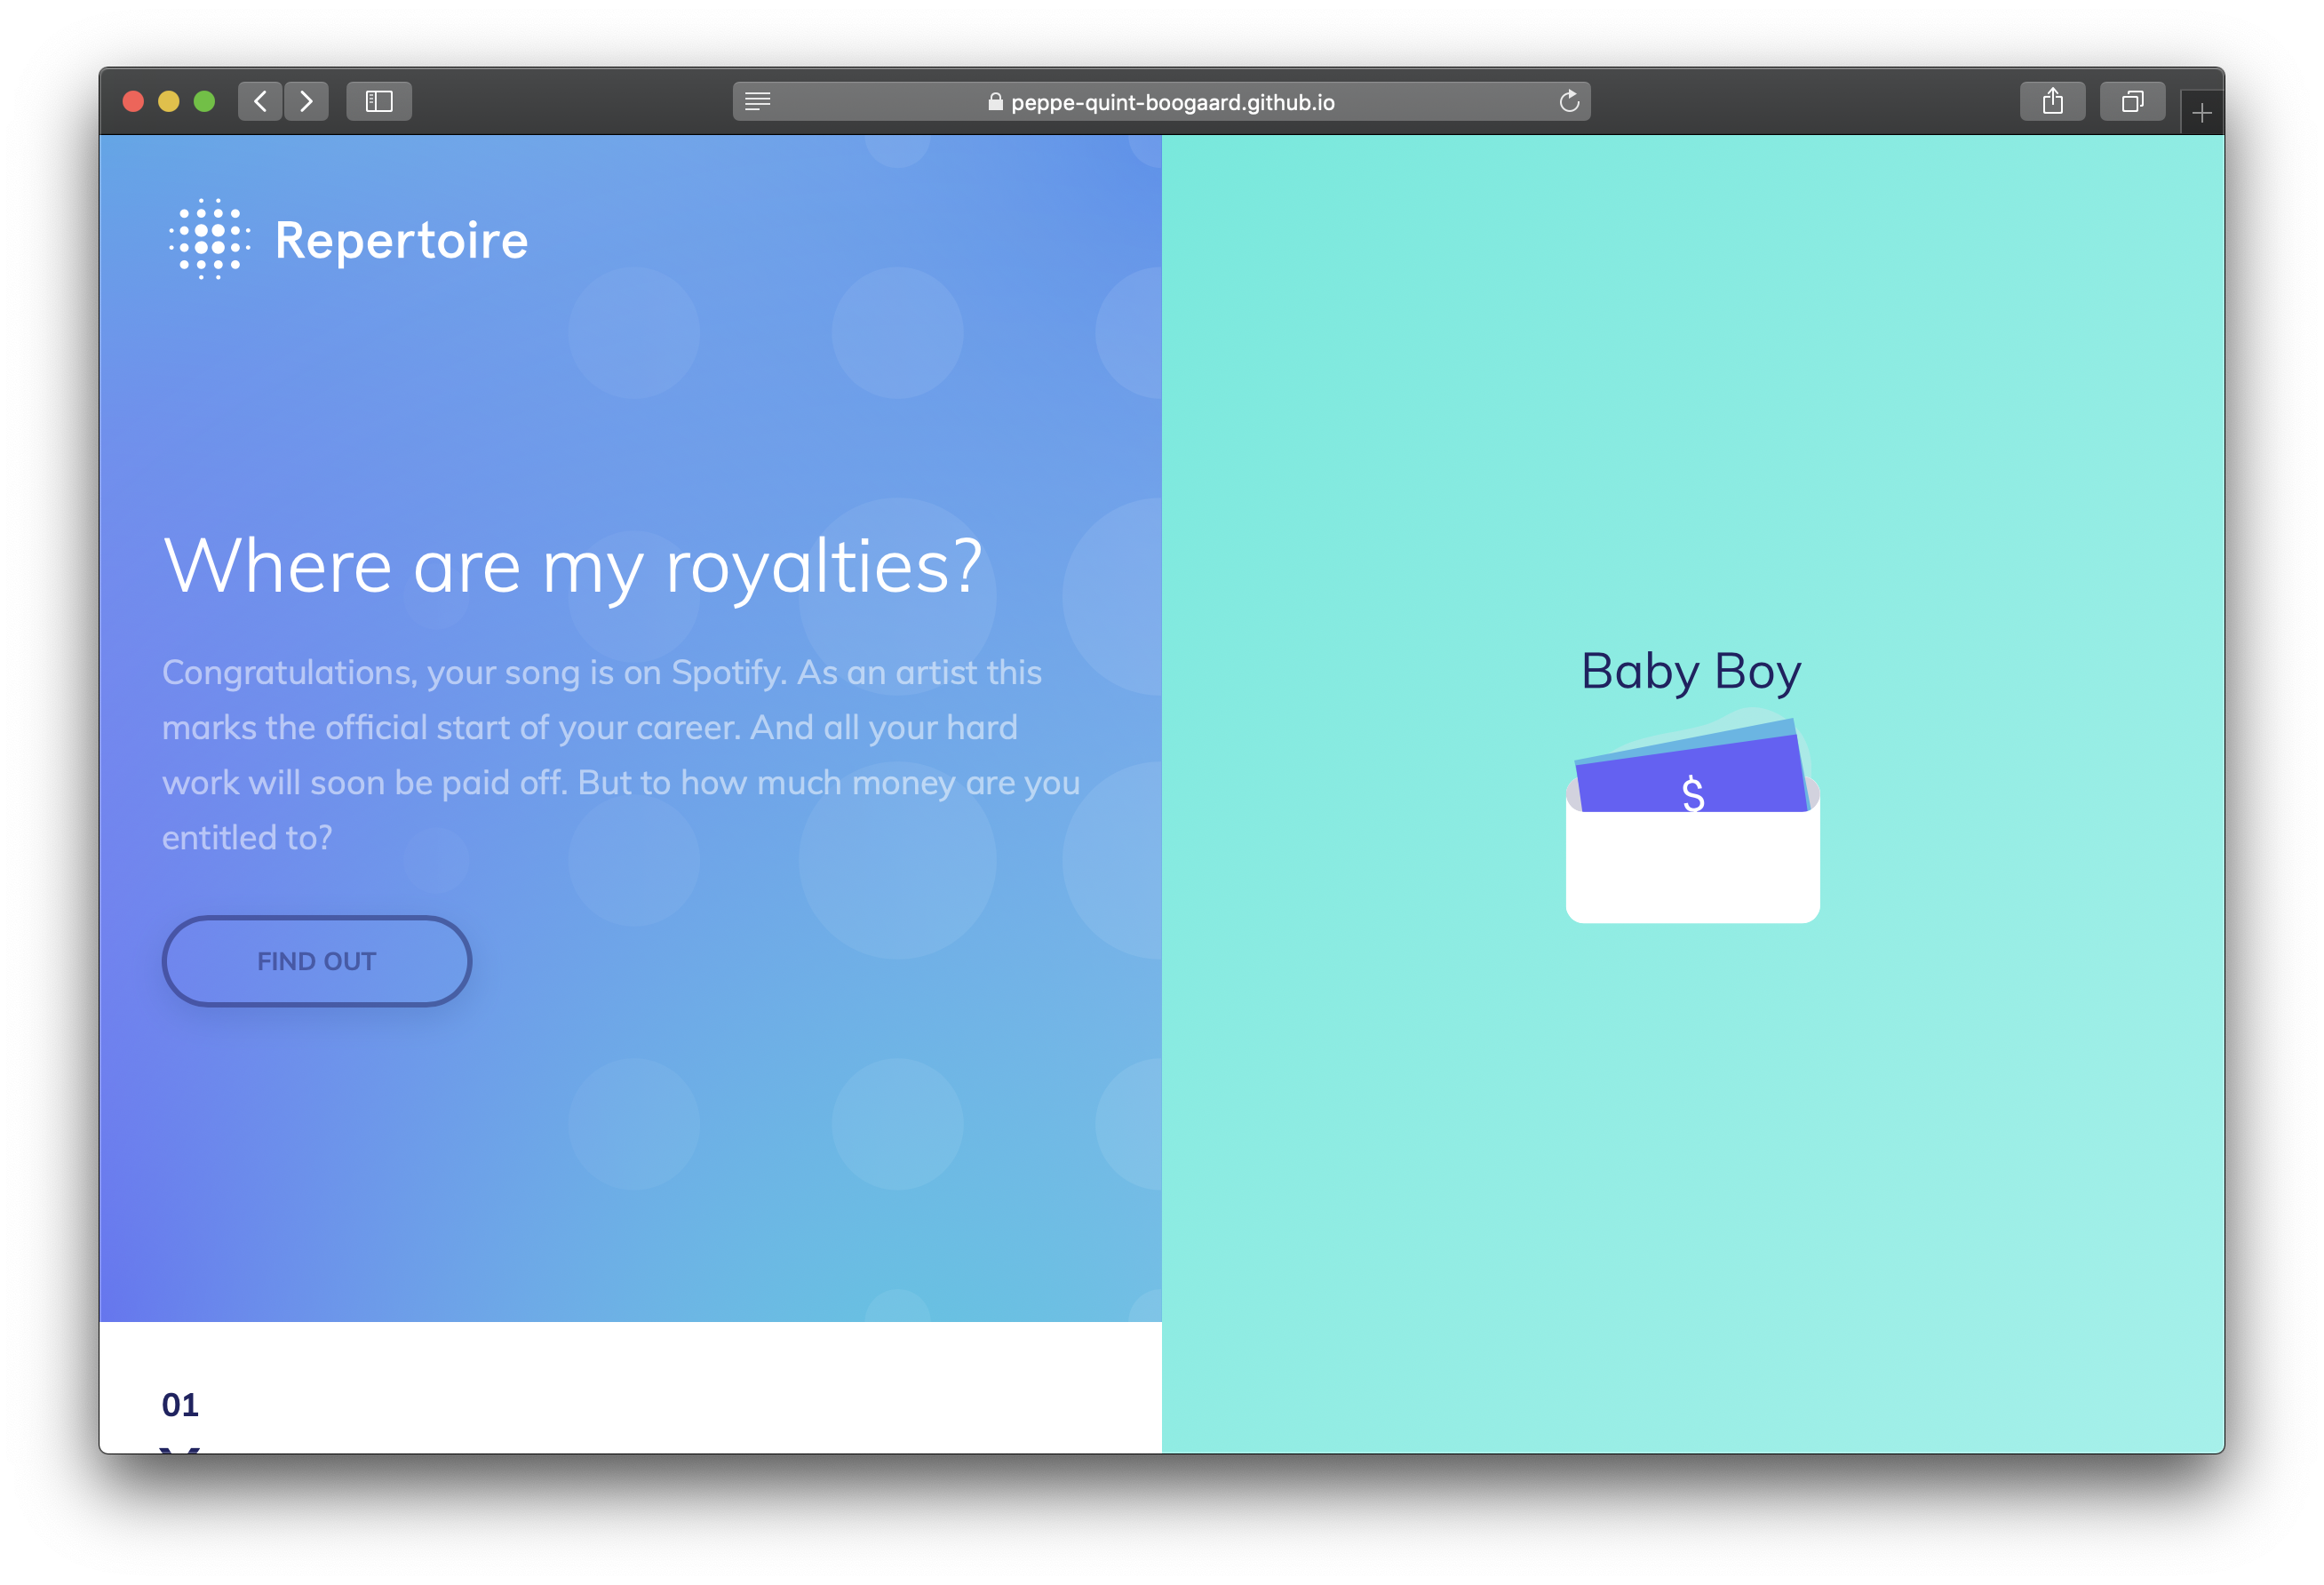 peppe-quint-boogaard.github.io
Repertoire
Where are my royalties?
Congratulations, your song is on Spotify. As an artist this
marks the official start of your career. And all your hard
work will soon be paid off. But to how much money are you
entitled to?
FIND OUT
01
Baby Boy
$